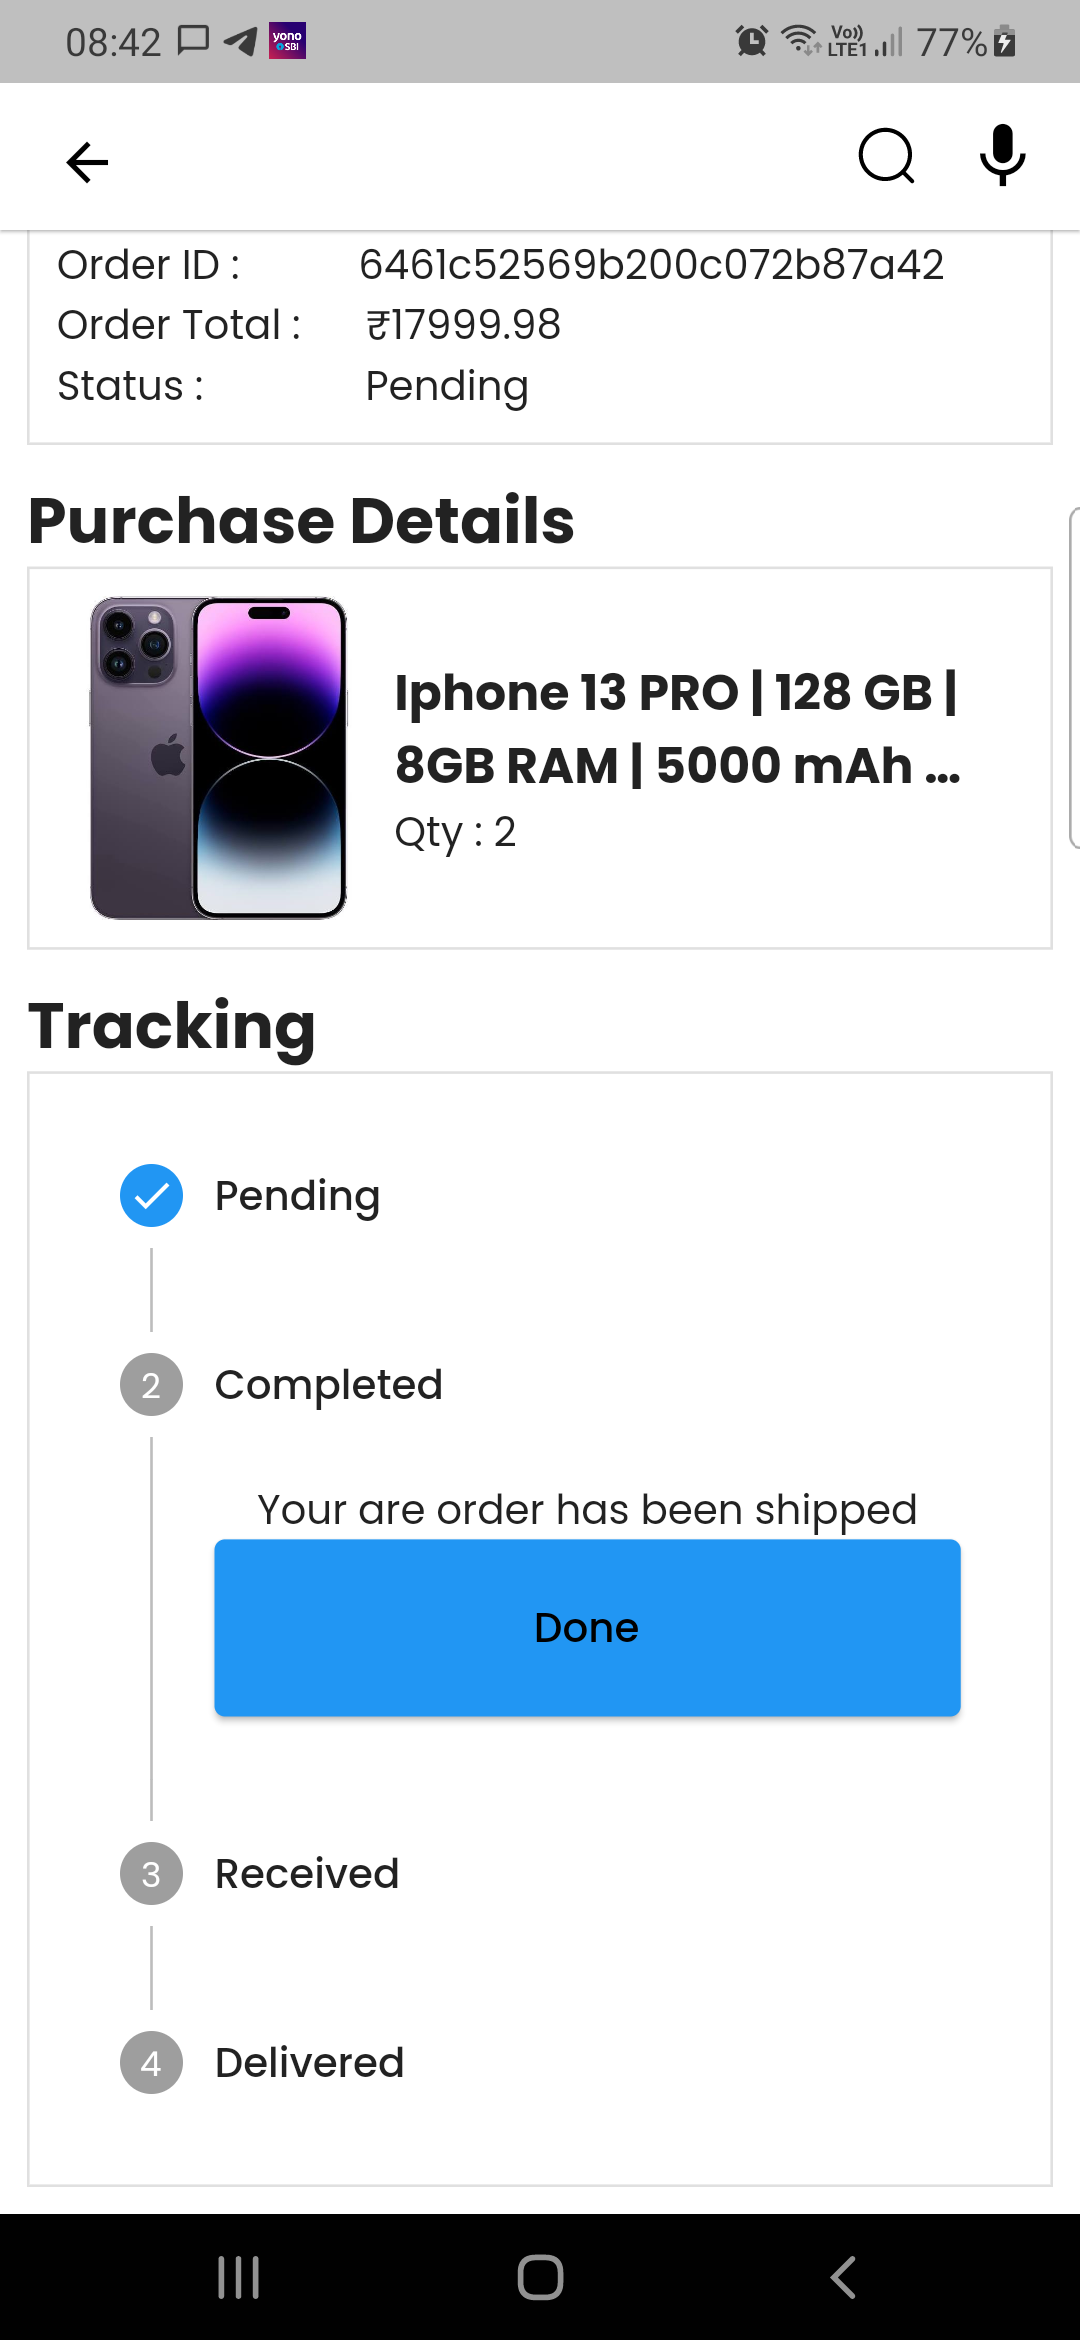 08:42 yono SBI Vo)) LTE1 77%
Order ID : 6461c52569b200c072b87a42
Order Total : ₹17999.98
Status : Pending
Purchase Details
Iphone 13 PRO | 128 GB |
8GB RAM | 5000 mAh ...
Qty : 2
Tracking
Pending
2 Completed
Your are order has been shipped
Done
3 Received
4 Delivered